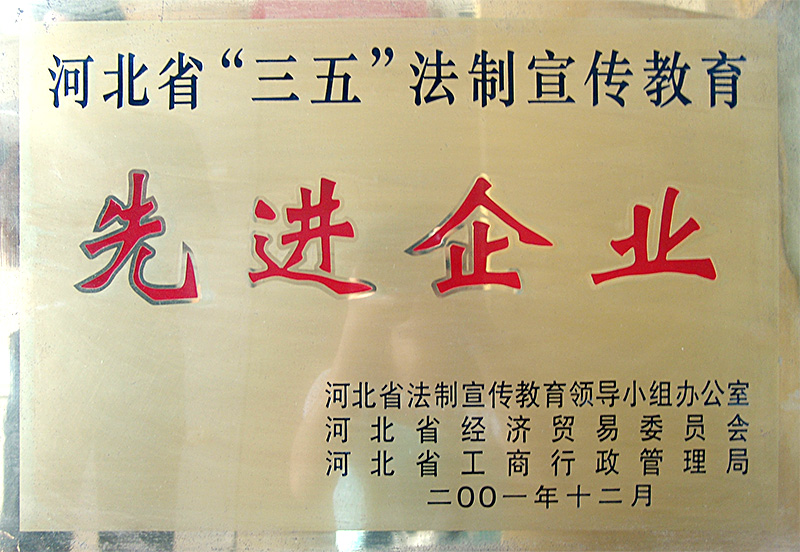 河北省“三五”法制宣传教育
先进企业
河北省法制宣传教育领导小组办公室
河北省经济贸易委员会
河北省工商行政管理局
二OO一年十二月